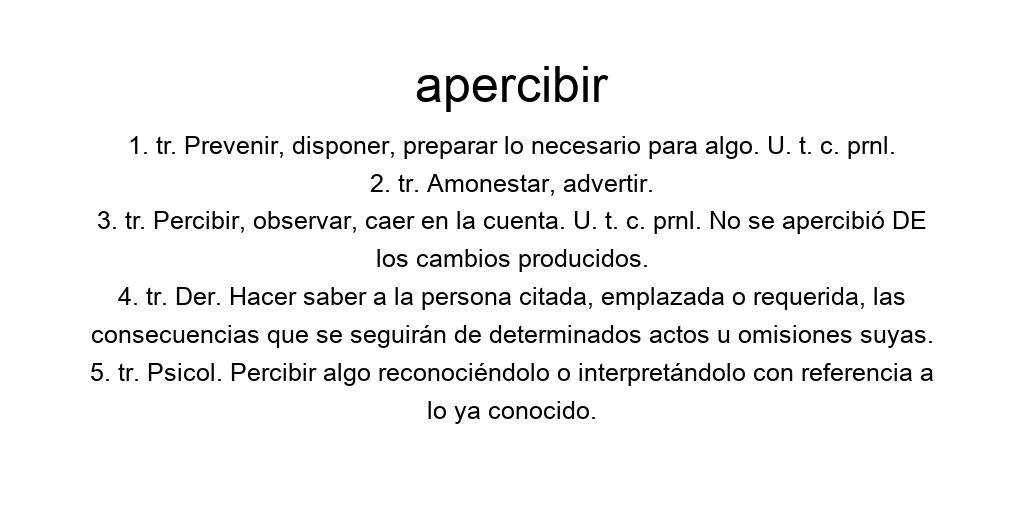 apercibir
1. tr. Prevenir, disponer, preparar lo necesario para algo. U. t. c. prnl.
2. tr. Amonestar, advertir.
3. tr. Percibir, observar, caer en la cuenta. U. t. c. prnl. No se apercibió DE
los cambios producidos.
4. tr. Der. Hacer saber a la persona citada, emplazada o requerida, las
consecuencias que se seguirán de determinados actos u omisiones suyas.
5. tr. Psicol. Percibir algo reconociéndolo o interpretándolo con referencia a
lo ya conocido.